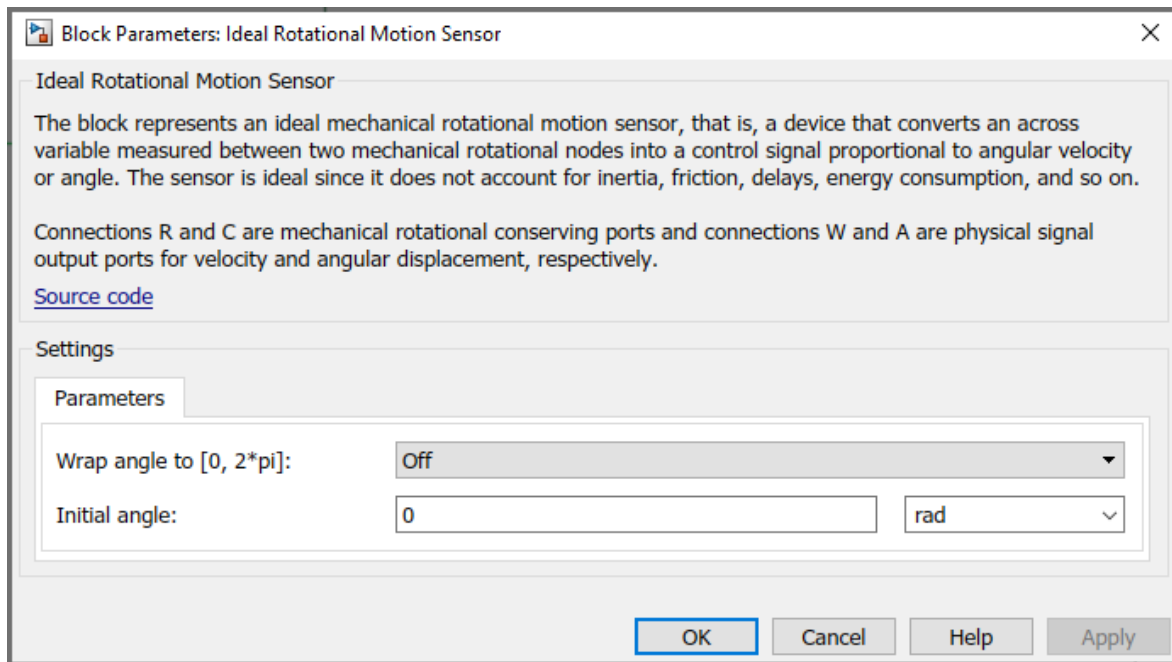 Block Parameters: Ideal Rotational Motion Sensor
Ideal Rotational Motion Sensor
The block represents an ideal mechanical rotational motion sensor, that is, a device that converts an across
variable measured between two mechanical rotational nodes into a control signal proportional to angular velocity
or angle. The sensor is ideal since it does not account for inertia, friction, delays, energy consumption, and so on.
Connections R and C are mechanical rotational conserving ports and connections W and A are physical signal
output ports for velocity and angular displacement, respectively.
Source code
Settings
Parameters
Wrap angle to [0, 2*pi]: Off
Initial angle: 0 rad
OK Cancel Help Apply